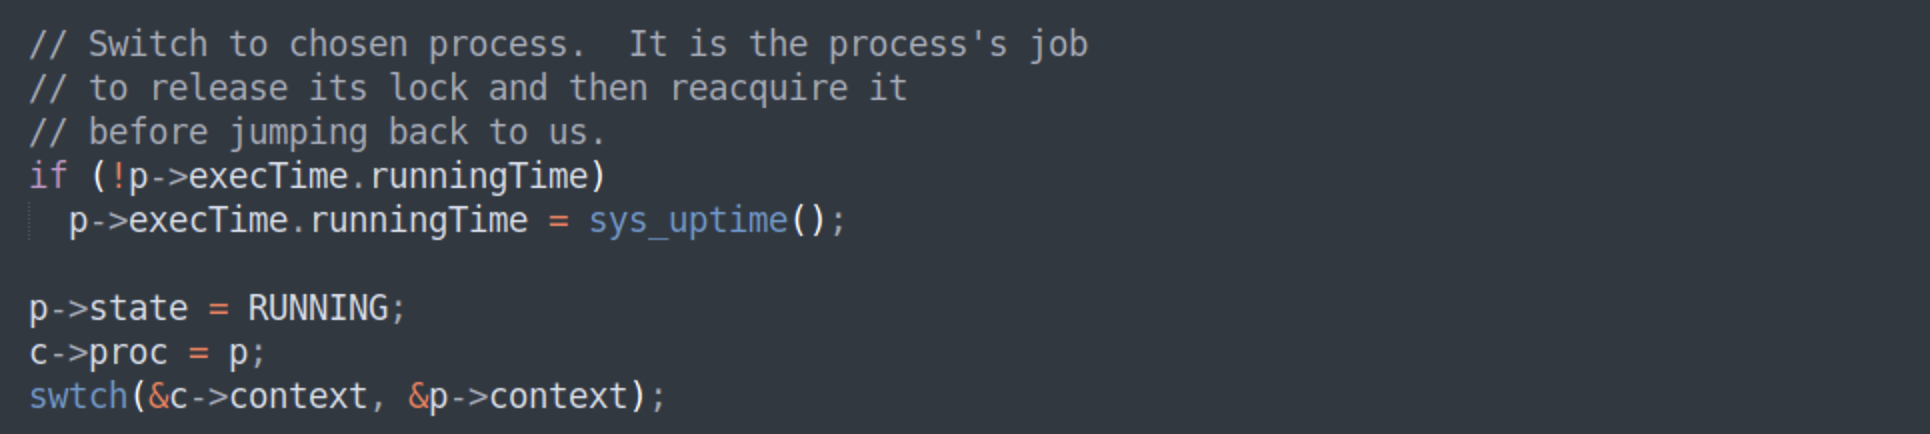 // Switch to chosen process.  It is the process's job
// to release its lock and then reacquire it
// before jumping back to us.
if (!p->execTime.runningTime)
  p->execTime.runningTime = sys_uptime();

p->state = RUNNING;
c->proc = p;
swtch(&c->context, &p->context);